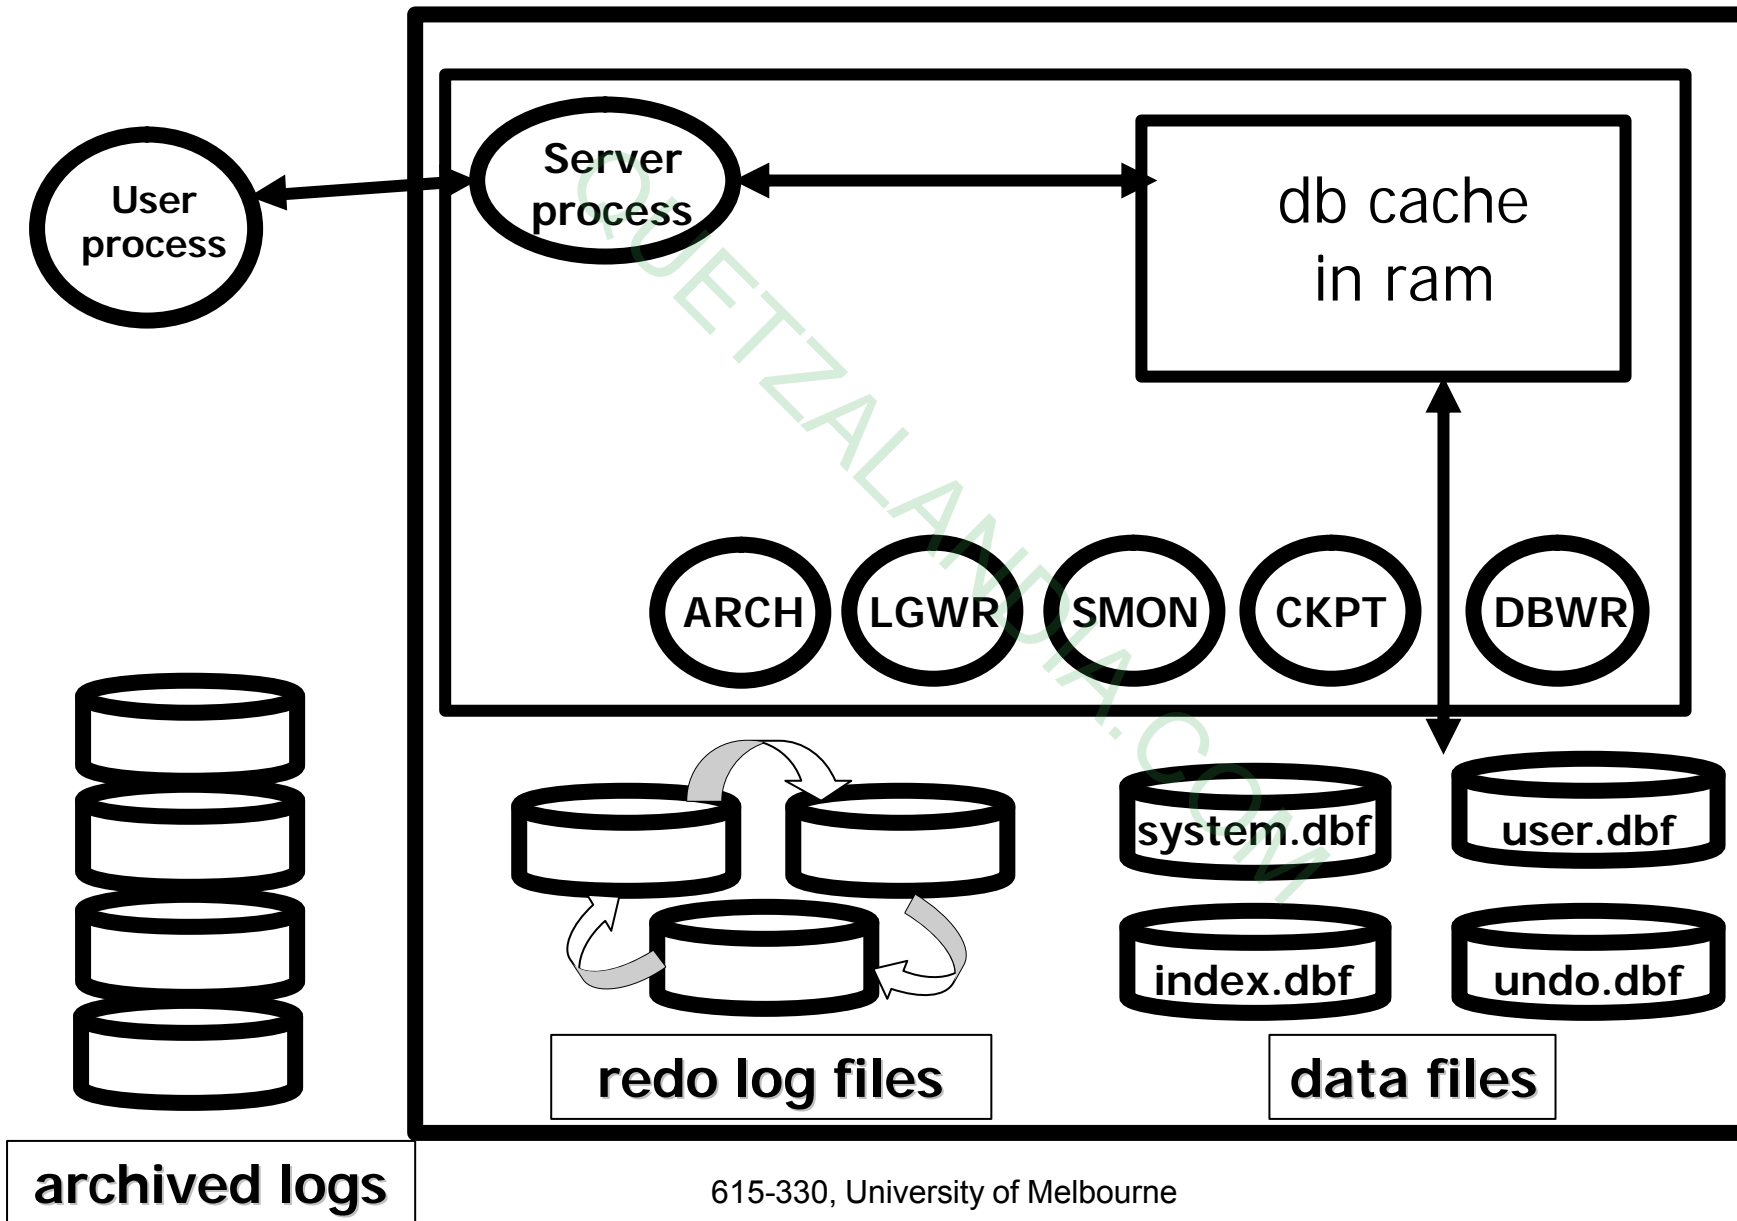 User
process
Server
process
db cache
in ram
ARCH
LGWR
SMON
CKPT
DBWR
system.dbf
user.dbf
index.dbf
undo.dbf
redo log files
data files
archived logs
615-330, University of Melbourne
QUETZALANDIA.COM